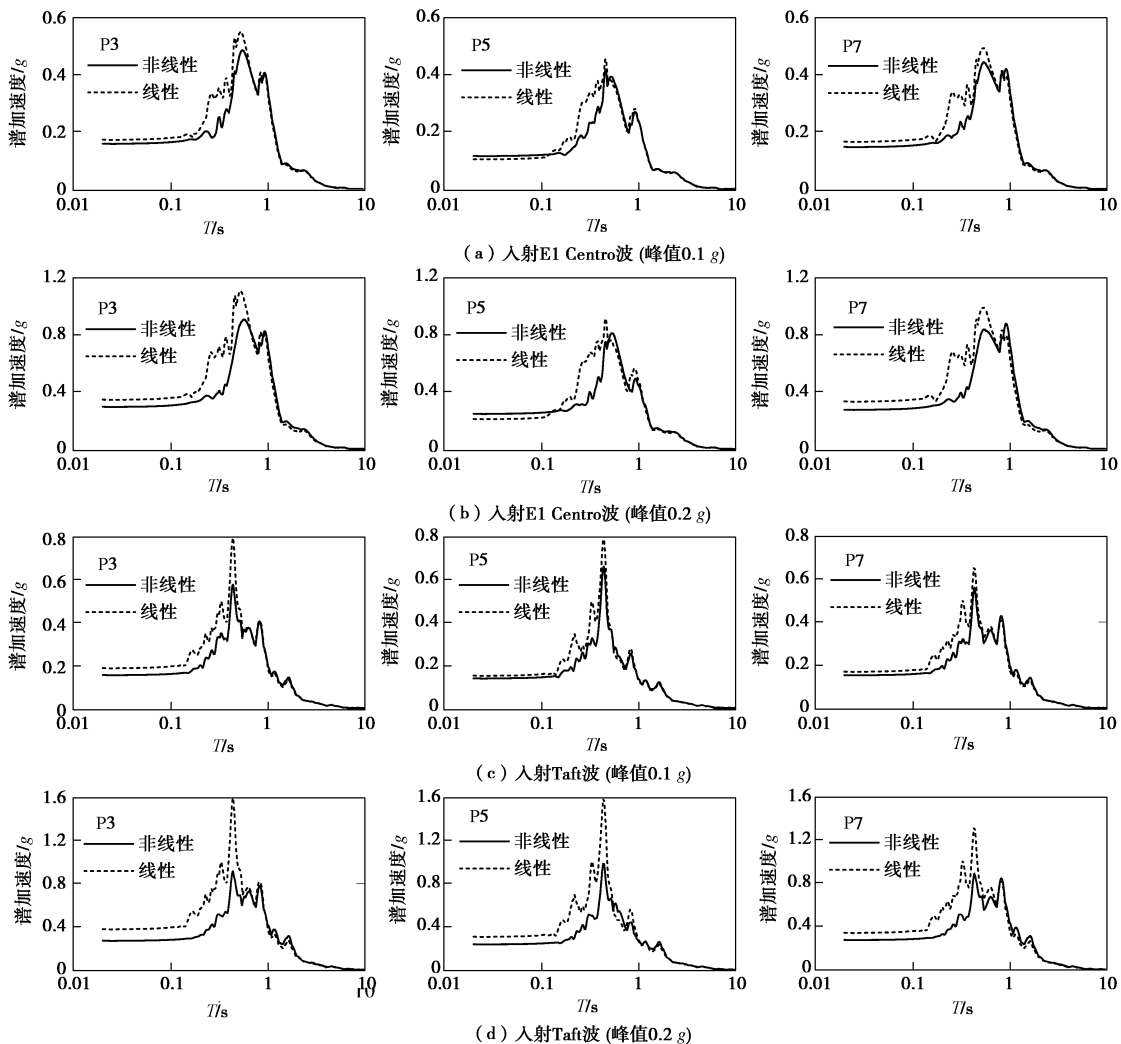 0.6 0.4 0.2 0
谱加速度/g
P3
非线性
线性
0.01 0.1 1 10
T/s
0.6 0.4 0.2 0
谱加速度/g
P5
非线性
线性
0.01 0.1 1 10
T/s
0.6 0.4 0.2 0
谱加速度/g
P7
非线性
线性
0.01 0.1 1 10
T/s
（a）入射E1 Centro波 (峰值0.1 g)
1.2 0.8 0.4 0
谱加速度/g
P3
非线性
线性
0.01 0.1 1 10
T/s
1.2 0.8 0.4 0
谱加速度/g
P5
非线性
线性
0.01 0.1 1 10
T/s
1.2 0.8 0.4 0
谱加速度/g
P7
非线性
线性
0.01 0.1 1 10
T/s
（b）入射E1 Centro波 (峰值0.2 g)
0.8 0.6 0.4 0.2 0
谱加速度/g
P3
非线性
线性
0.01 0.1 1 10
T/s
0.8 0.6 0.4 0.2 0
谱加速度/g
P5
非线性
线性
0.01 0.1 1 10
T/s
0.8 0.6 0.4 0.2 0
谱加速度/g
P7
非线性
线性
0.01 0.1 1 10
T/s
（c）入射Taft波 (峰值0.1 g)
1.6 1.2 0.8 0.4 0
谱加速度/g
P3
非线性
线性
0.01 0.1 1 10
10
T/s
1.6 1.2 0.8 0.4 0
谱加速度/g
P5
非线性
线性
0.01 0.1 1 10
T/s
1.6 1.2 0.8 0.4 0
谱加速度/g
P7
非线性
线性
0.01 0.1 1 10
T/s
（d）入射Taft波 (峰值0.2 g)